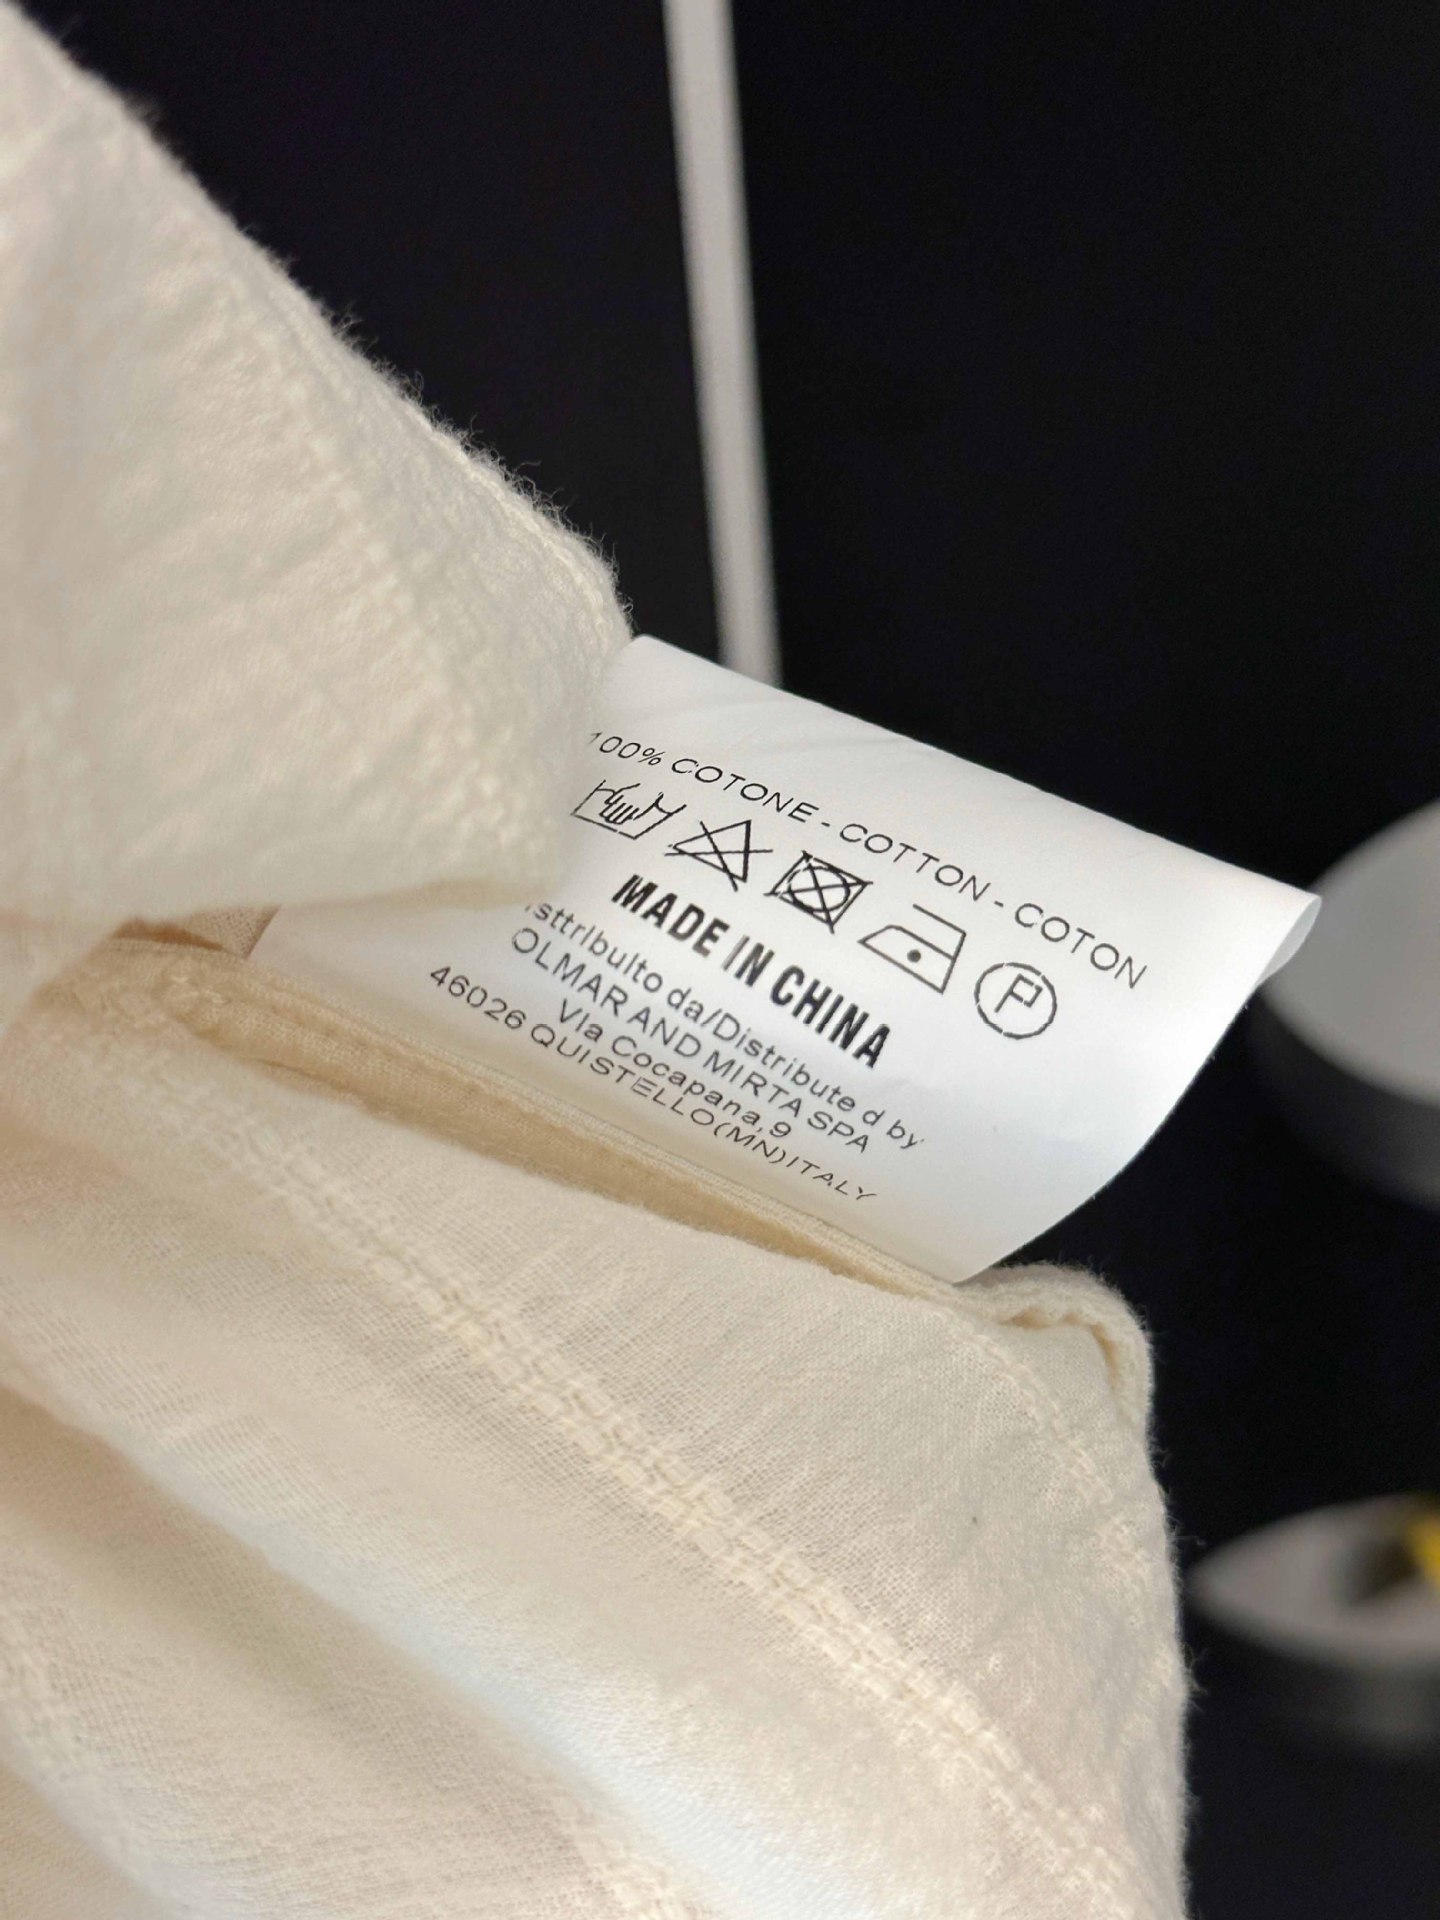 100% COTONE - COTTON - COTON
P
MADE IN CHINA
isttrIbuIto da/Distribute d by
OLMAR AND MIRTA SPA
VIa Cocapana,9
46026 QUISTELLO(MN)ITALY